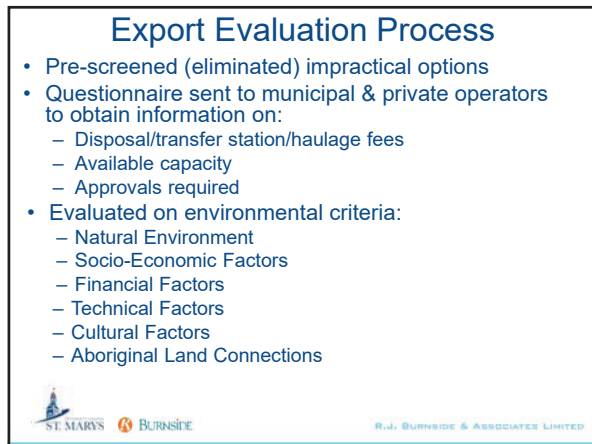 Export Evaluation Process
• Pre-screened (eliminated) impractical options
• Questionnaire sent to municipal & private operators
to obtain information on:
– Disposal/transfer station/haulage fees
– Available capacity
– Approvals required
• Evaluated on environmental criteria:
– Natural Environment
– Socio-Economic Factors
– Financial Factors
– Technical Factors
– Cultural Factors
– Aboriginal Land Connections
ST. MARYS
BURNSIDE
R.J. BURNSIDE & ASSOCIATES LIMITED